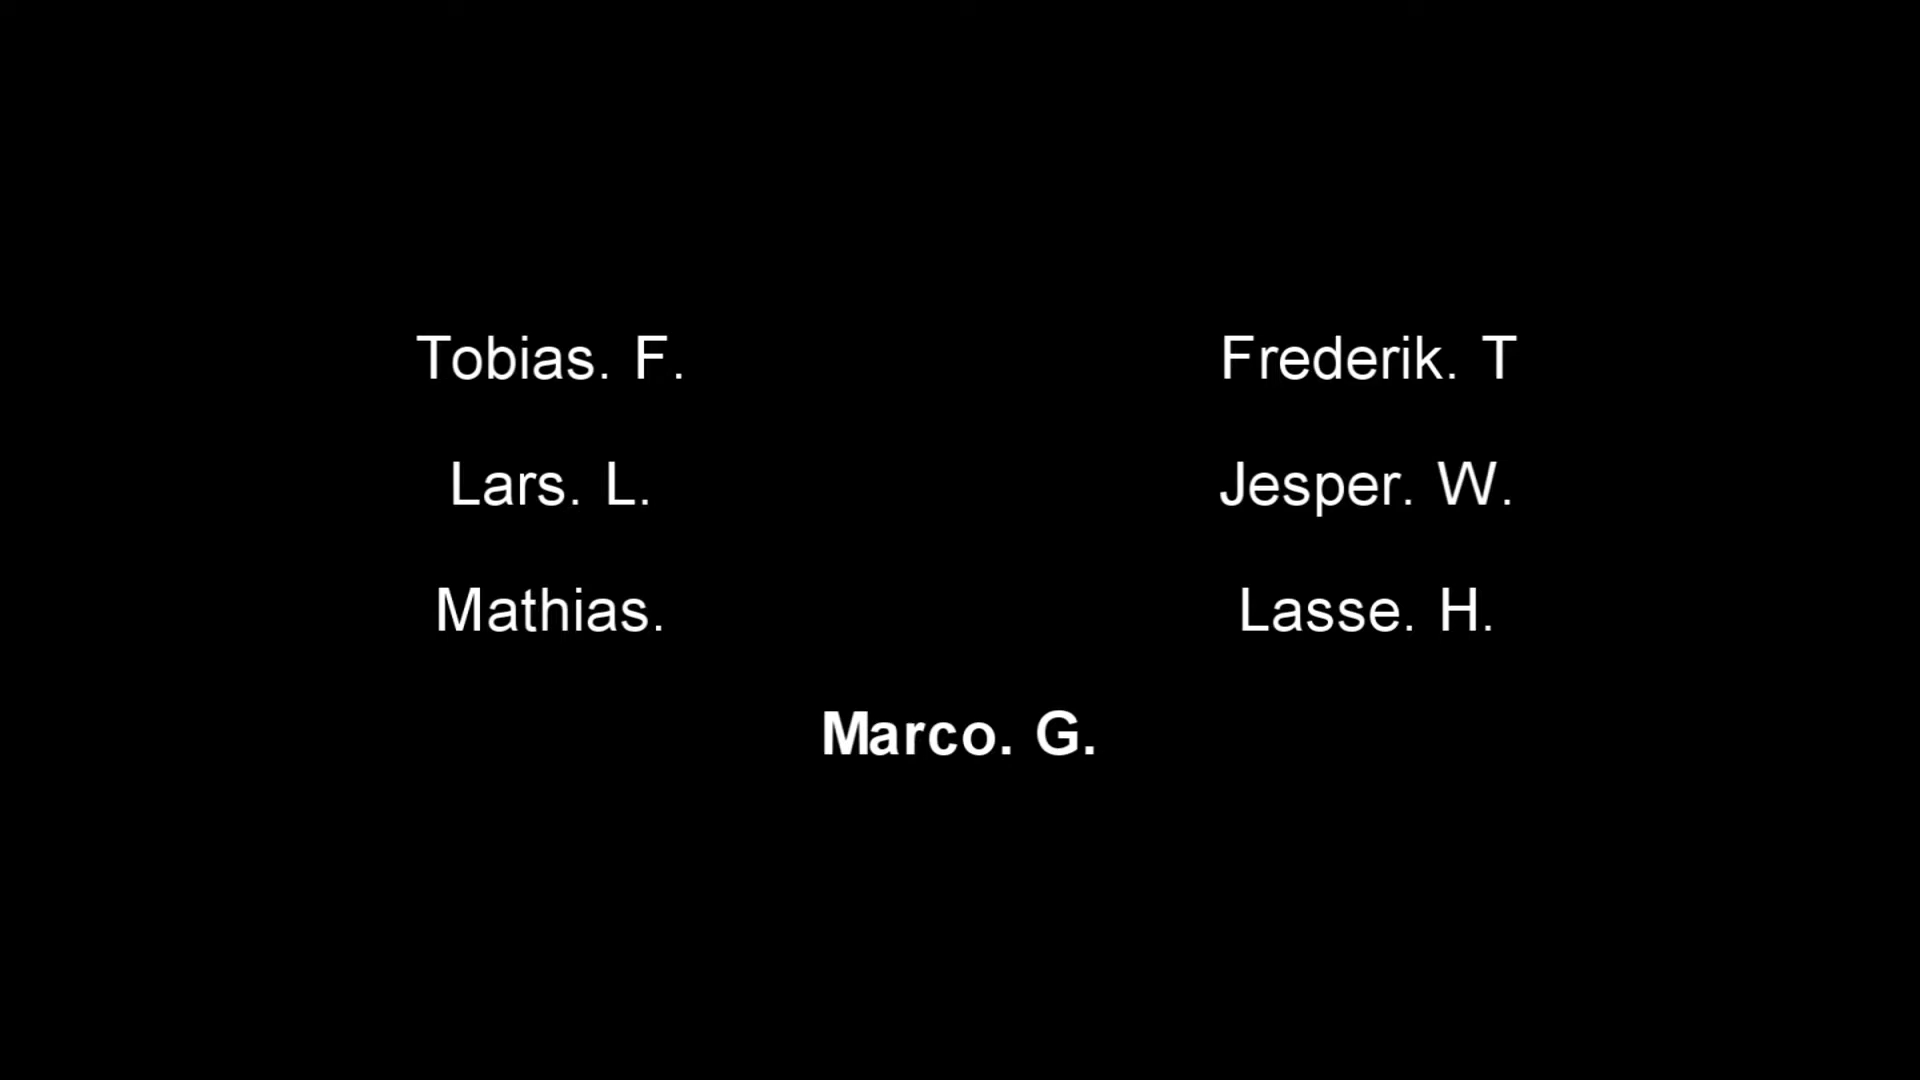 Tobias. F. Frederik. T
Lars. L. Jesper. W.
Mathias. Lasse. H.
Marco. G.